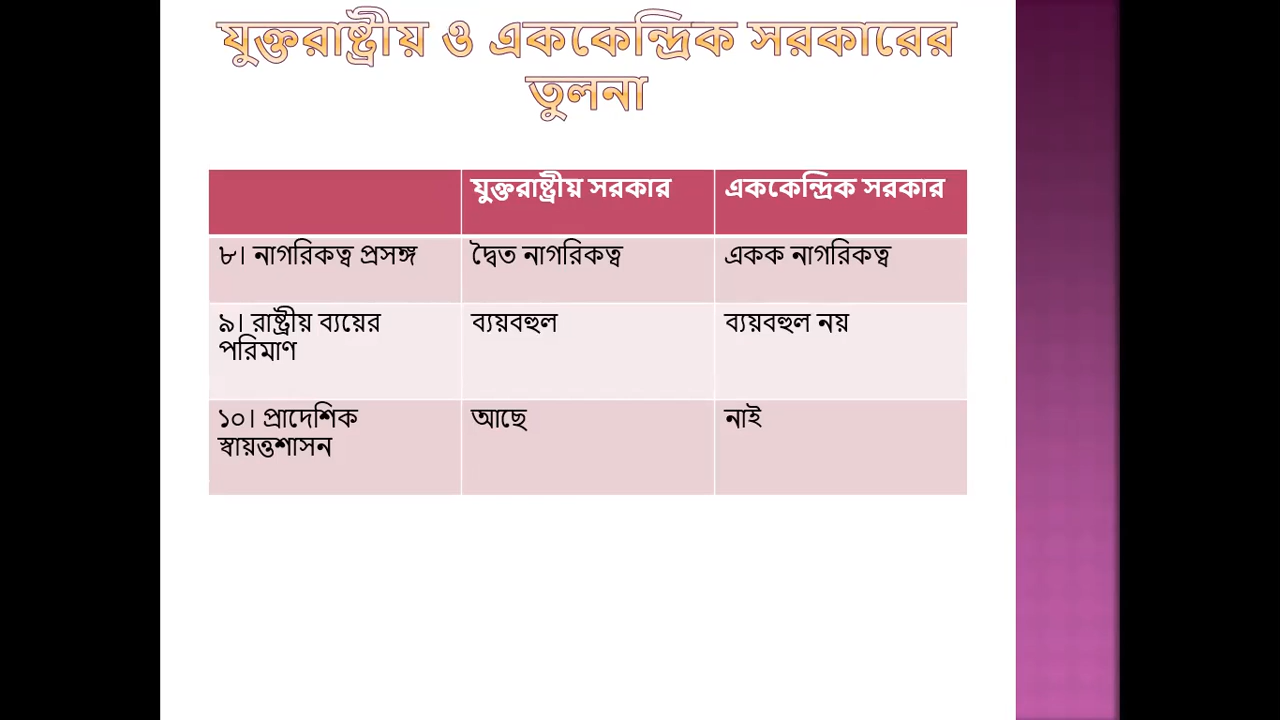 যুক্তরাষ্ট্রীয় ও এককেন্দ্রিক সরকারের
তুলনা
যুক্তরাষ্ট্রীয় সরকার এককেন্দ্রিক সরকার
৮। নাগরিকত্ব প্রসঙ্গ দ্বৈত নাগরিকত্ব একক নাগরিকত্ব
৯। রাষ্ট্রীয় ব্যয়ের ব্যয়বহুল ব্যয়বহুল নয়
পরিমাণ
১০। প্রাদেশিক আছে নাই
স্বায়ত্তশাসন